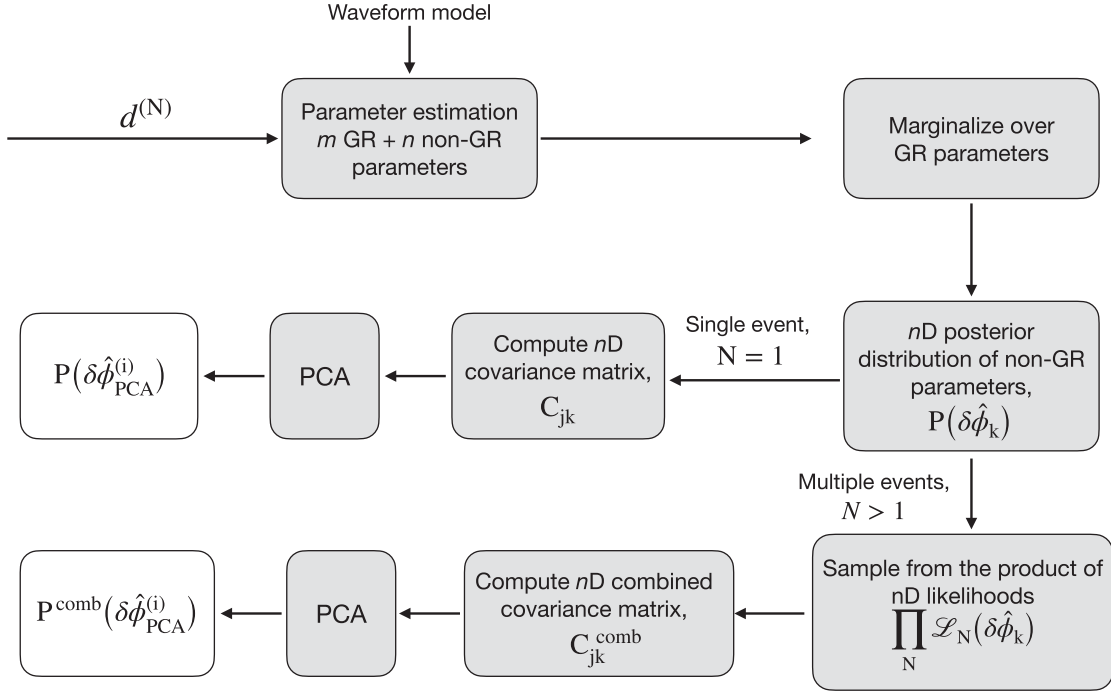 Waveform model
d^(N)
Parameter estimation
m GR + n non-GR
parameters
Marginalize over
GR parameters
nD posterior
distribution of non-GR
parameters,
P(δϕ̂_k)
Single event,
N = 1
Compute nD
covariance matrix,
C_jk
PCA
P(δϕ̂^(i)_PCA)
Multiple events,
N > 1
Sample from the product of
nD likelihoods
∏_N ℒ_N(δϕ̂_k)
Compute nD combined
covariance matrix,
C_jk^comb
PCA
P^comb(δϕ̂^(i)_PCA)